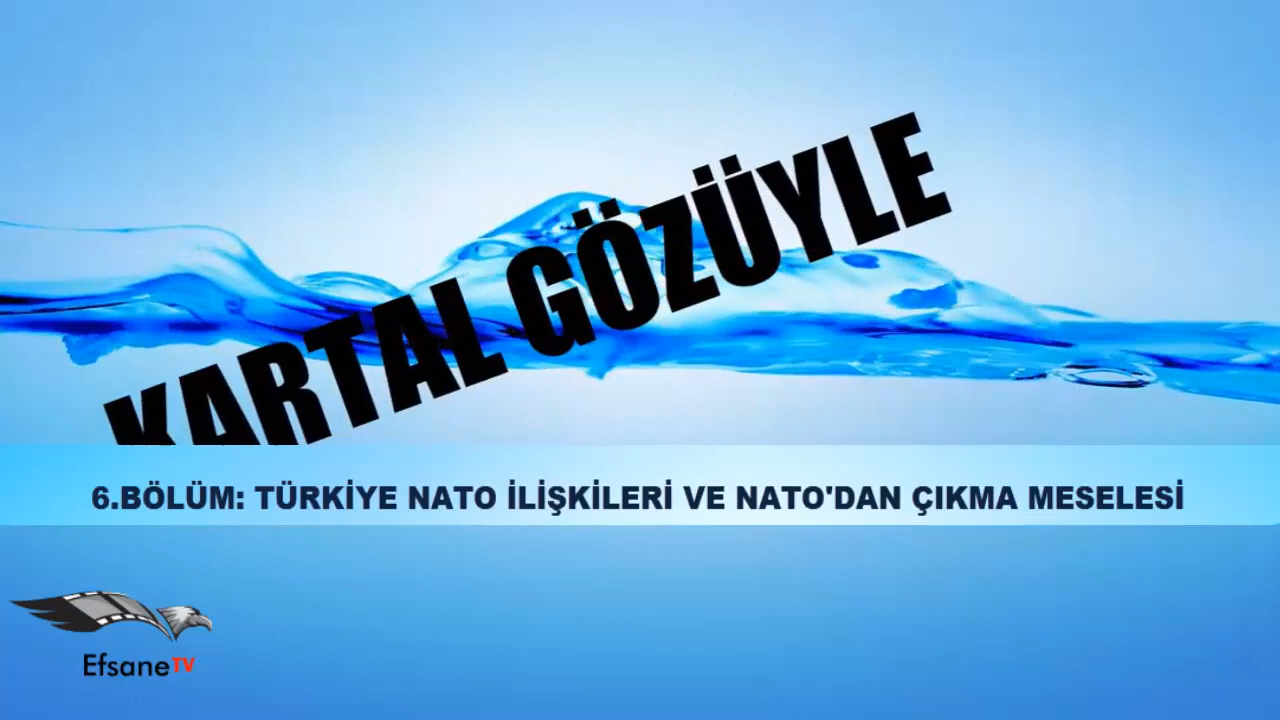 KARTAL GÖZÜYLE
6.BÖLÜM: TÜRKİYE NATO İLİŞKİLERİ VE NATO'DAN ÇIKMA MESELESİ
EfsaneTV